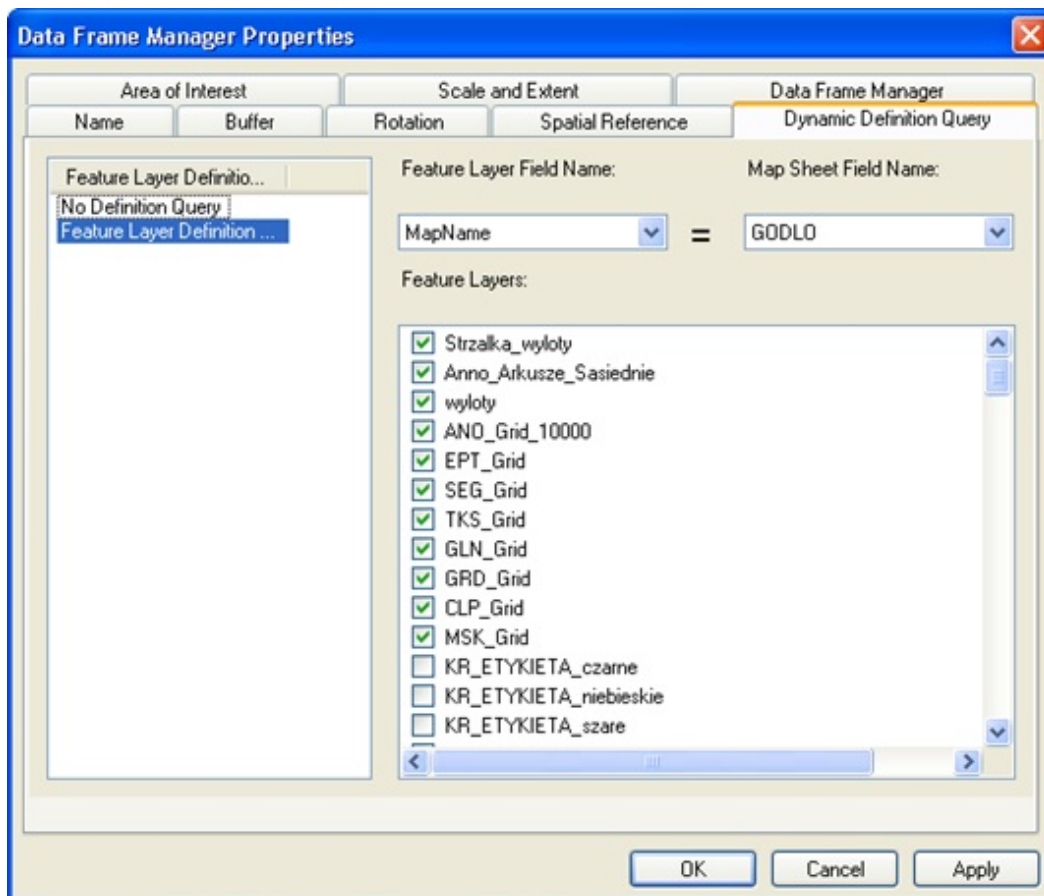 Data Frame Manager Properties
Area of Interest
Scale and Extent
Data Frame Manager
Name
Buffer
Rotation
Spatial Reference
Dynamic Definition Query
Feature Layer Definitio...
No Definition Query
Feature Layer Definition ...
Feature Layer Field Name:
Map Sheet Field Name:
MapName
=
GODLO
Feature Layers:
Strzalka_wyloty
Anno_Arkusze_Sasiednie
wyloty
ANO_Grid_10000
EPT_Grid
SEG_Grid
TKS_Grid
GLN_Grid
GRD_Grid
CLP_Grid
MSK_Grid
KR_ETYKIETA_czarne
KR_ETYKIETA_niebieskie
KR_ETYKIETA_szare
OK
Cancel
Apply